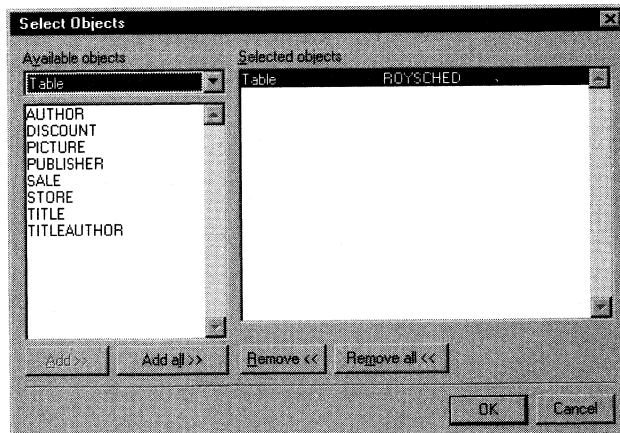 Select Objects
Available objects
Table
AUTHOR
DISCOUNT
PICTURE
PUBLISHER
SALE
STORE
TITLE
TITLEAUTHOR
Add >>
Add all >>
Selected objects
Table ROYSCHED
Remove <<
Remove all <<
OK
Cancel